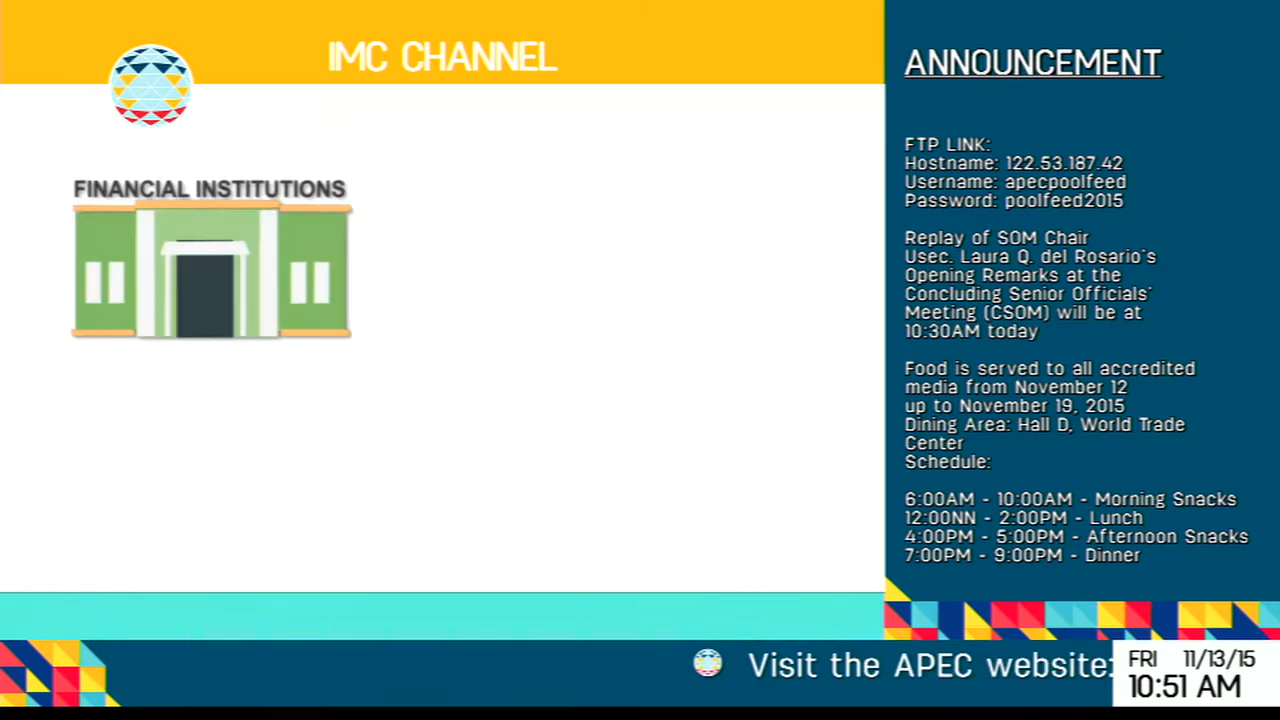 IMC CHANNEL
FINANCIAL INSTITUTIONS
ANNOUNCEMENT
FTP LINK:
Hostname: 122.53.187.42
Username: apecpoolfeed
Password: poolfeed2015
Replay of SOM Chair
Usec. Laura Q. del Rosario's
Opening Remarks at the
Concluding Senior Officials'
Meeting (CSOM) will be at
10:30AM today
Food is served to all accredited
media from November 12
up to November 19, 2015
Dining Area: Hall D, World Trade
Center
Schedule:
6:00AM - 10:00AM - Morning Snacks
12:00NN - 2:00PM - Lunch
4:00PM - 5:00PM - Afternoon Snacks
7:00PM - 9:00PM - Dinner
Visit the APEC website:
FRI 11/13/15
10:51 AM